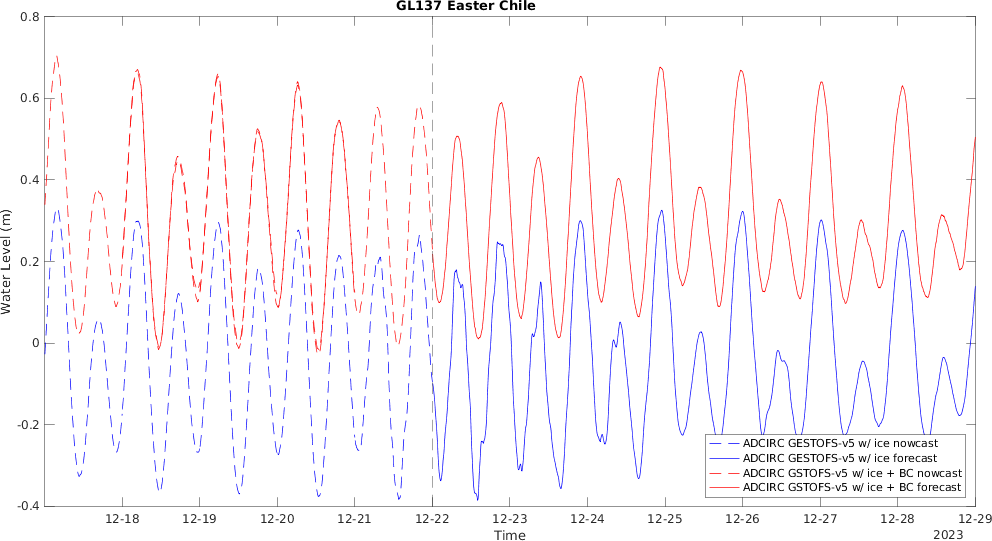 GL137 Easter Chile
Water Level (m)
0.8
0.6
0.4
0.2
0
-0.2
-0.4
ADCIRC GESTOFS-v5 w/ ice nowcast
ADCIRC GESTOFS-v5 w/ ice forecast
ADCIRC GSTOFS-v5 w/ ice + BC nowcast
ADCIRC GSTOFS-v5 w/ ice + BC forecast
12-18 12-19 12-20 12-21 12-22 12-23 12-24 12-25 12-26 12-27 12-28 12-29
Time
2023